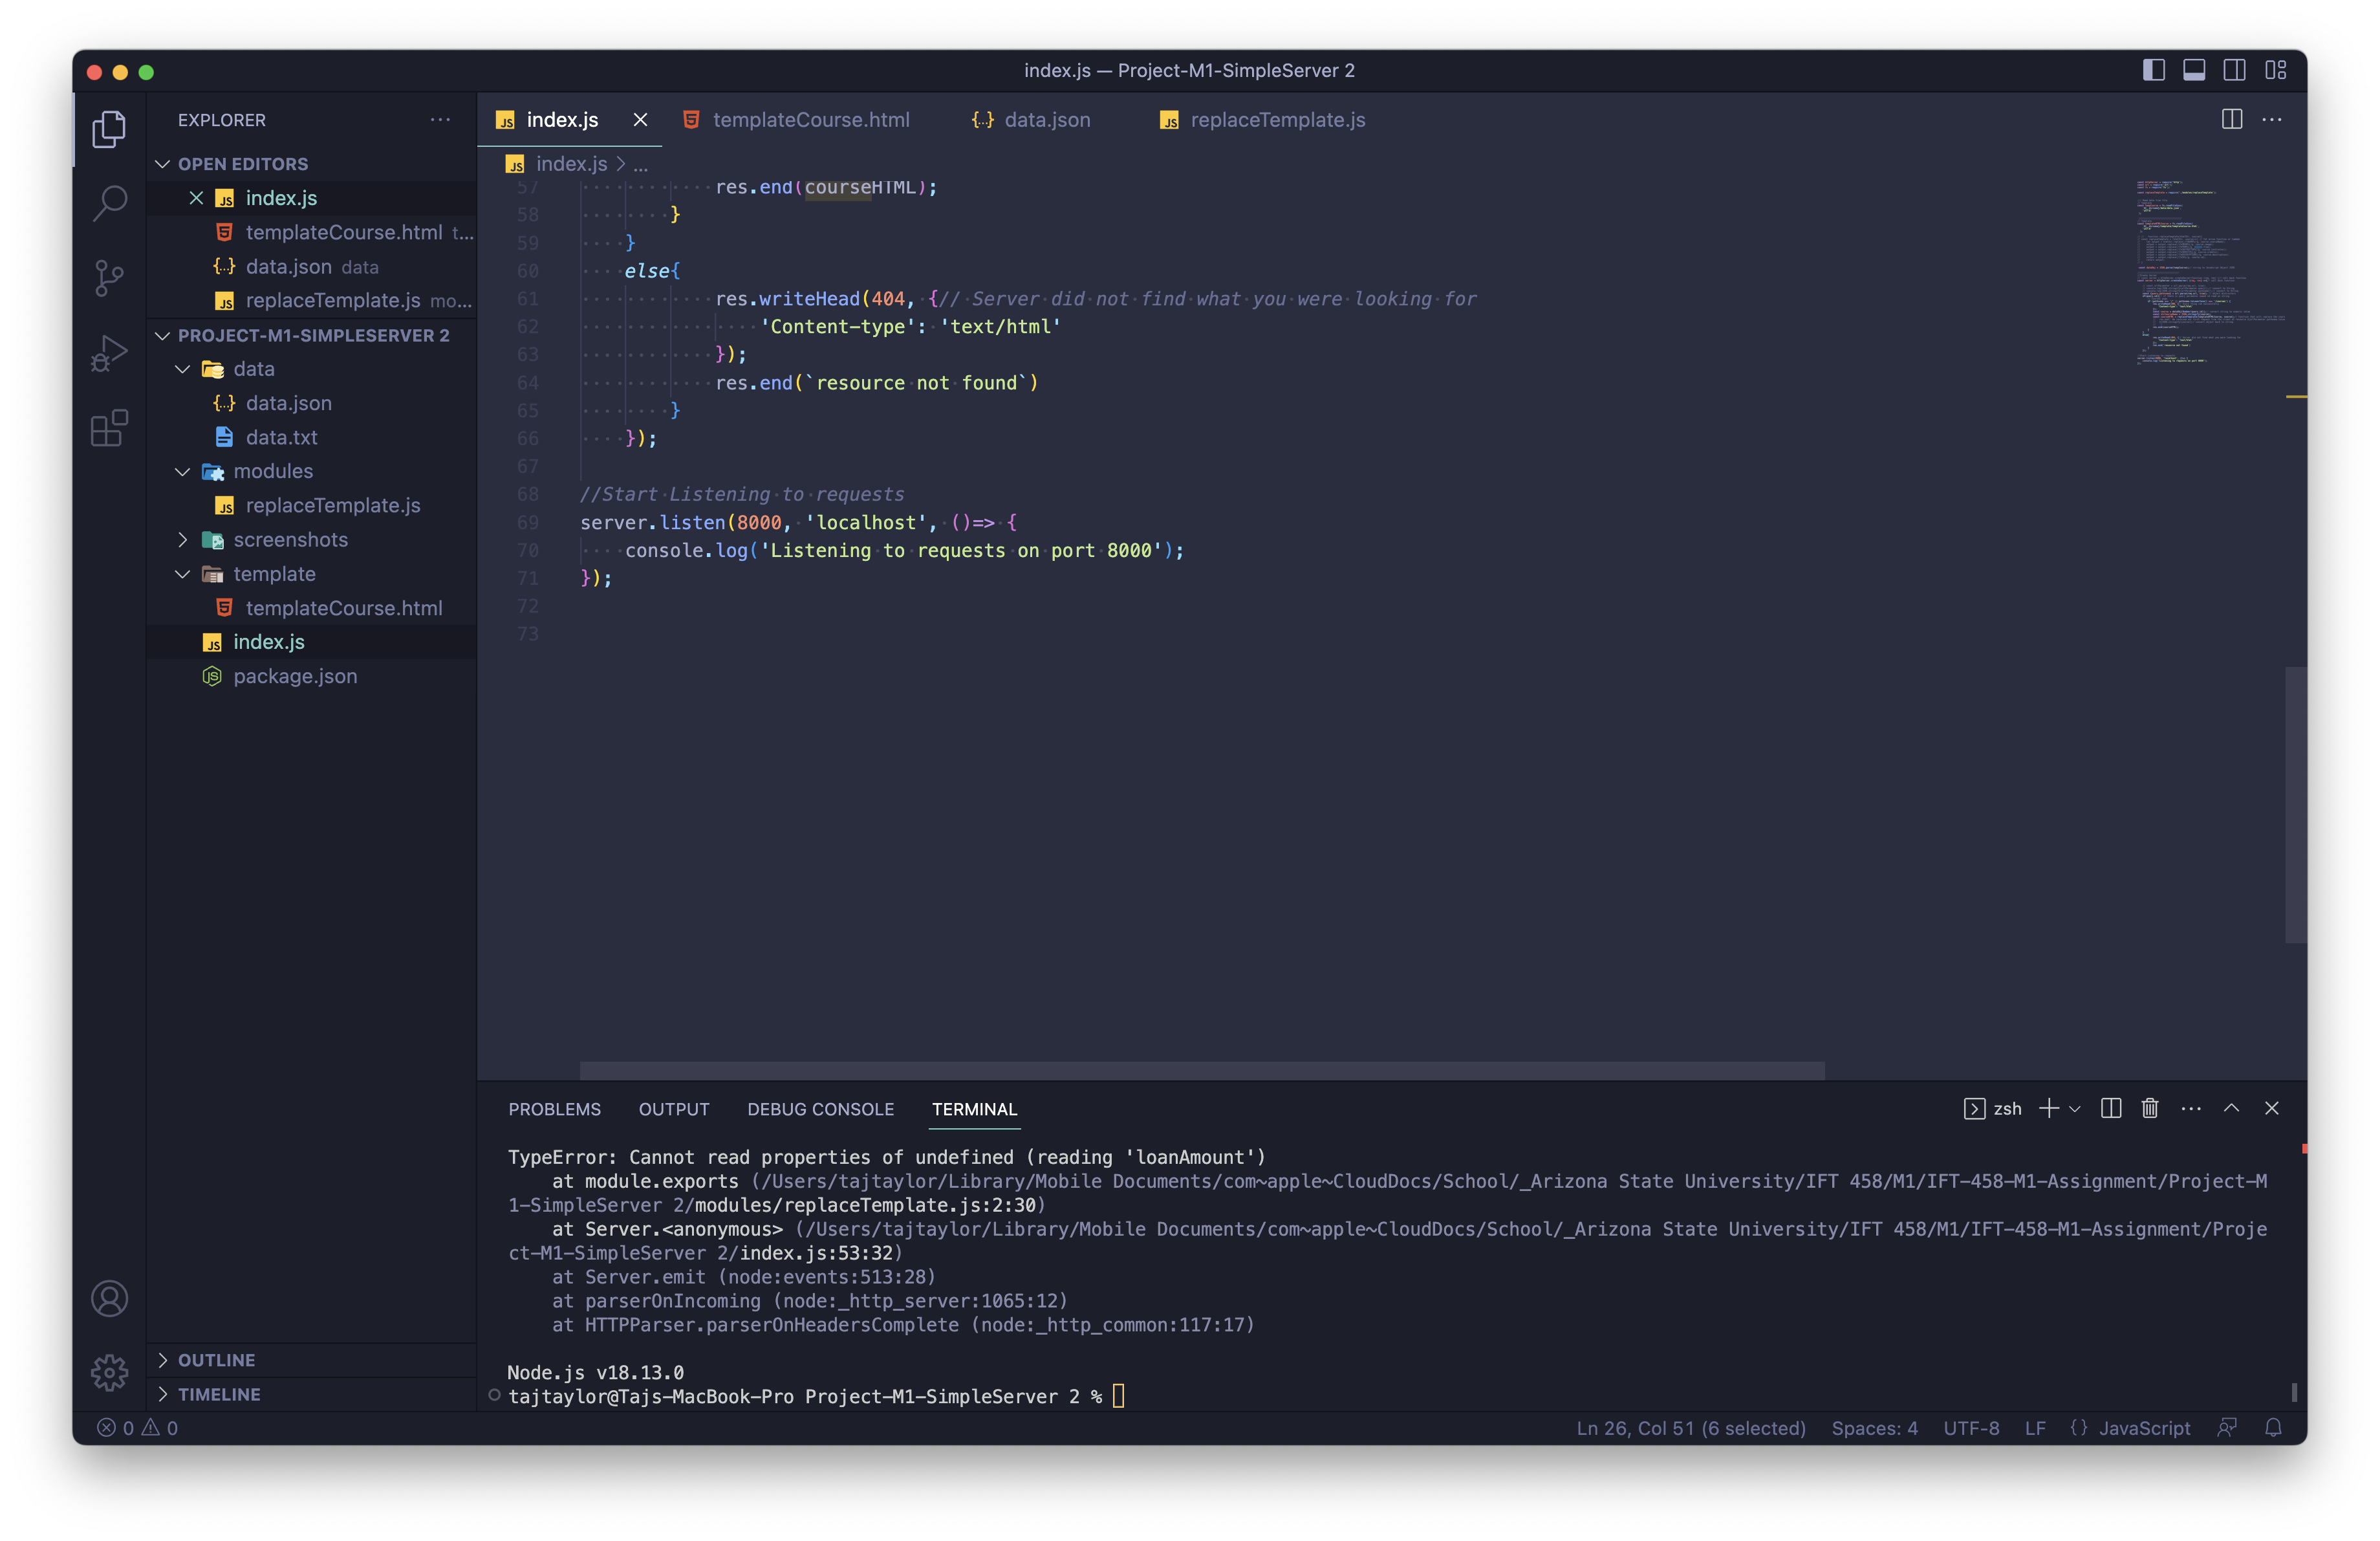 index.js — Project-M1-SimpleServer 2
EXPLORER
OPEN EDITORS
index.js
templateCourse.html t...
data.json data
replaceTemplate.js mo...
PROJECT-M1-SIMPLESERVER 2
data
data.json
data.txt
modules
replaceTemplate.js
screenshots
template
templateCourse.html
index.js
package.json
OUTLINE
TIMELINE
index.js templateCourse.html data.json replaceTemplate.js
index.js > ...
57 res.end(courseHTML);
58 }
59 }
60 else{
61 res.writeHead(404, {// Server did not find what you were looking for
62 'Content-type': 'text/html'
63 });
64 res.end(`resource not found`)
65 }
66 });
67
68 //Start Listening to requests
69 server.listen(8000, 'localhost', ()=> {
70 console.log('Listening to requests on port 8000');
71 });
72
73
PROBLEMS OUTPUT DEBUG CONSOLE TERMINAL
zsh
TypeError: Cannot read properties of undefined (reading 'loanAmount')
at module.exports (/Users/tajtaylor/Library/Mobile Documents/com~apple~CloudDocs/School/_Arizona State University/IFT 458/M1/IFT-458-M1-Assignment/Project-M
1-SimpleServer 2/modules/replaceTemplate.js:2:30)
at Server.<anonymous> (/Users/tajtaylor/Library/Mobile Documents/com~apple~CloudDocs/School/_Arizona State University/IFT 458/M1/IFT-458-M1-Assignment/Proje
ct-M1-SimpleServer 2/index.js:53:32)
at Server.emit (node:events:513:28)
at parserOnIncoming (node:_http_server:1065:12)
at HTTPParser.parserOnHeadersComplete (node:_http_common:117:17)
Node.js v18.13.0
tajtaylor@Tajs-MacBook-Pro Project-M1-SimpleServer 2 %
0 0
Ln 26, Col 51 (6 selected) Spaces: 4 UTF-8 LF {} JavaScript